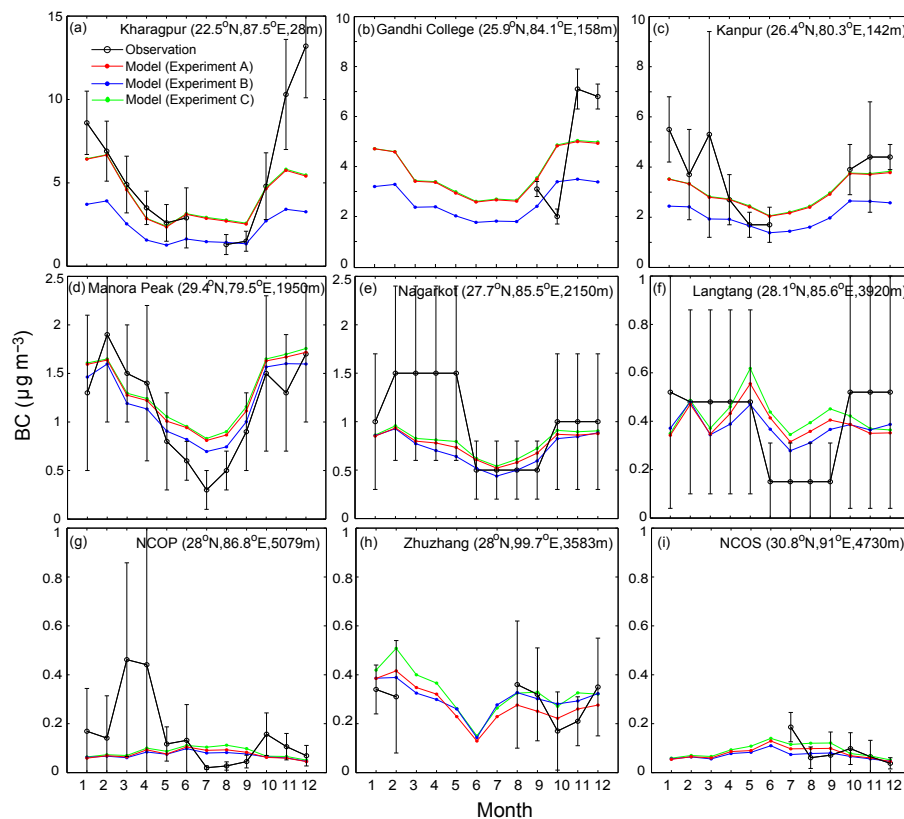 (a) Kharagpur (22.5°N,87.5°E,28m)
Observation
Model (Experiment A)
Model (Experiment B)
Model (Experiment C)
15
10
5
0
(b) Gandhi College (25.9°N,84.1°E,158m)
10
8
6
4
2
0
(c) Kanpur (26.4°N,80.3°E,142m)
10
8
6
4
2
0
(d) Manora Peak (29.4°N,79.5°E,1950m)
2.5
2
1.5
1
0.5
0
(e) Nagarkot (27.7°N,85.5°E,2150m)
2.5
2
1.5
1
0.5
0
(f) Langtang (28.1°N,85.6°E,3920m)
1
0.8
0.6
0.4
0.2
0
BC (μg m⁻³)
(g) NCOP (28°N,86.8°E,5079m)
1
0.8
0.6
0.4
0.2
0
1 2 3 4 5 6 7 8 9 10 11 12
(h) Zhuzhang (28°N,99.7°E,3583m)
1
0.8
0.6
0.4
0.2
0
1 2 3 4 5 6 7 8 9 10 11 12
(i) NCOS (30.8°N,91°E,4730m)
1
0.8
0.6
0.4
0.2
0
1 2 3 4 5 6 7 8 9 10 11 12
Month